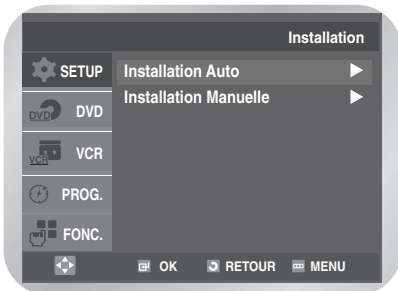 Installation
SETUP
Installation Auto
Installation Manuelle
DVD DVD
VCR VCR
PROG.
FONC.
OK RETOUR MENU